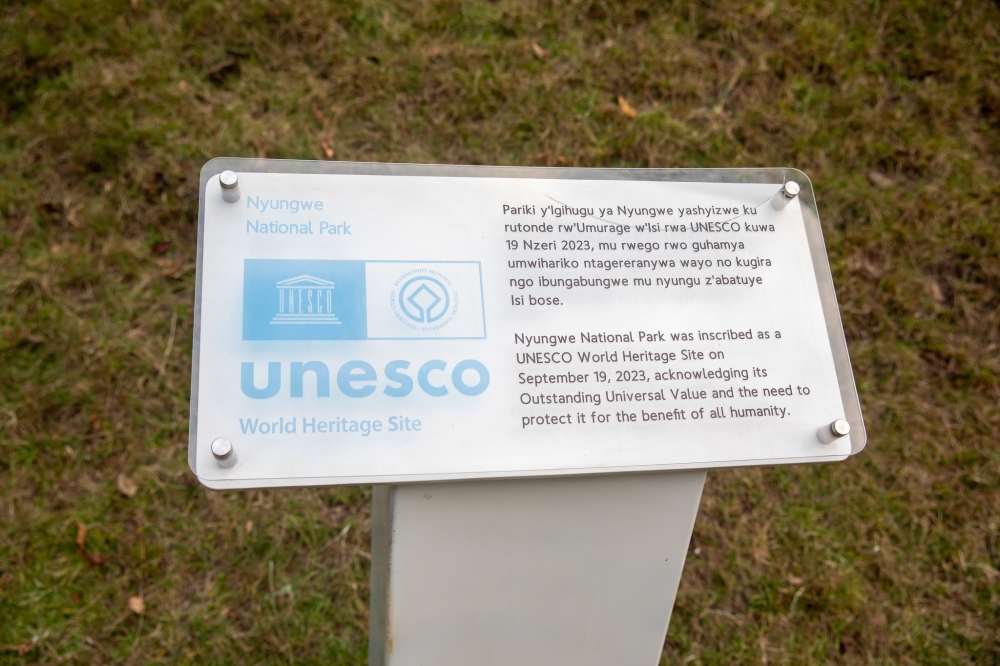 Nyungwe
National Park
UNESCO
unesco
World Heritage Site
Pariki y'Igihugu ya Nyungwe yashyizwe ku
rutonde rw'Umurage w'Isi rwa UNESCO kuwa
19 Nzeri 2023, mu rwego rwo guhamya
umwihariko ntagereranywa wayo no kugira
ngo ibungabungwe mu nyungu z'abatuye
Isi bose.
Nyungwe National Park was inscribed as a
UNESCO World Heritage Site on
September 19, 2023, acknowledging its
Outstanding Universal Value and the need to
protect it for the benefit of all humanity.